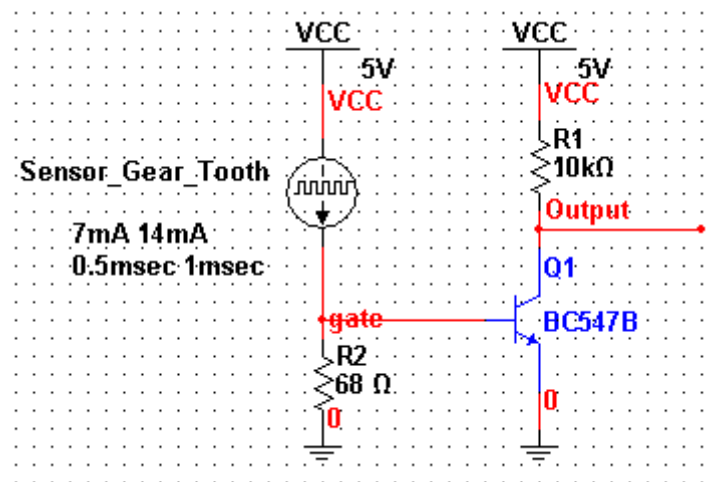 VCC
5V
VCC
Sensor_Gear_Tooth
7mA 14mA
0.5msec 1msec
gate
R2
68 Ω
0
VCC
5V
VCC
R1
10kΩ
Output
Q1
BC547B
0